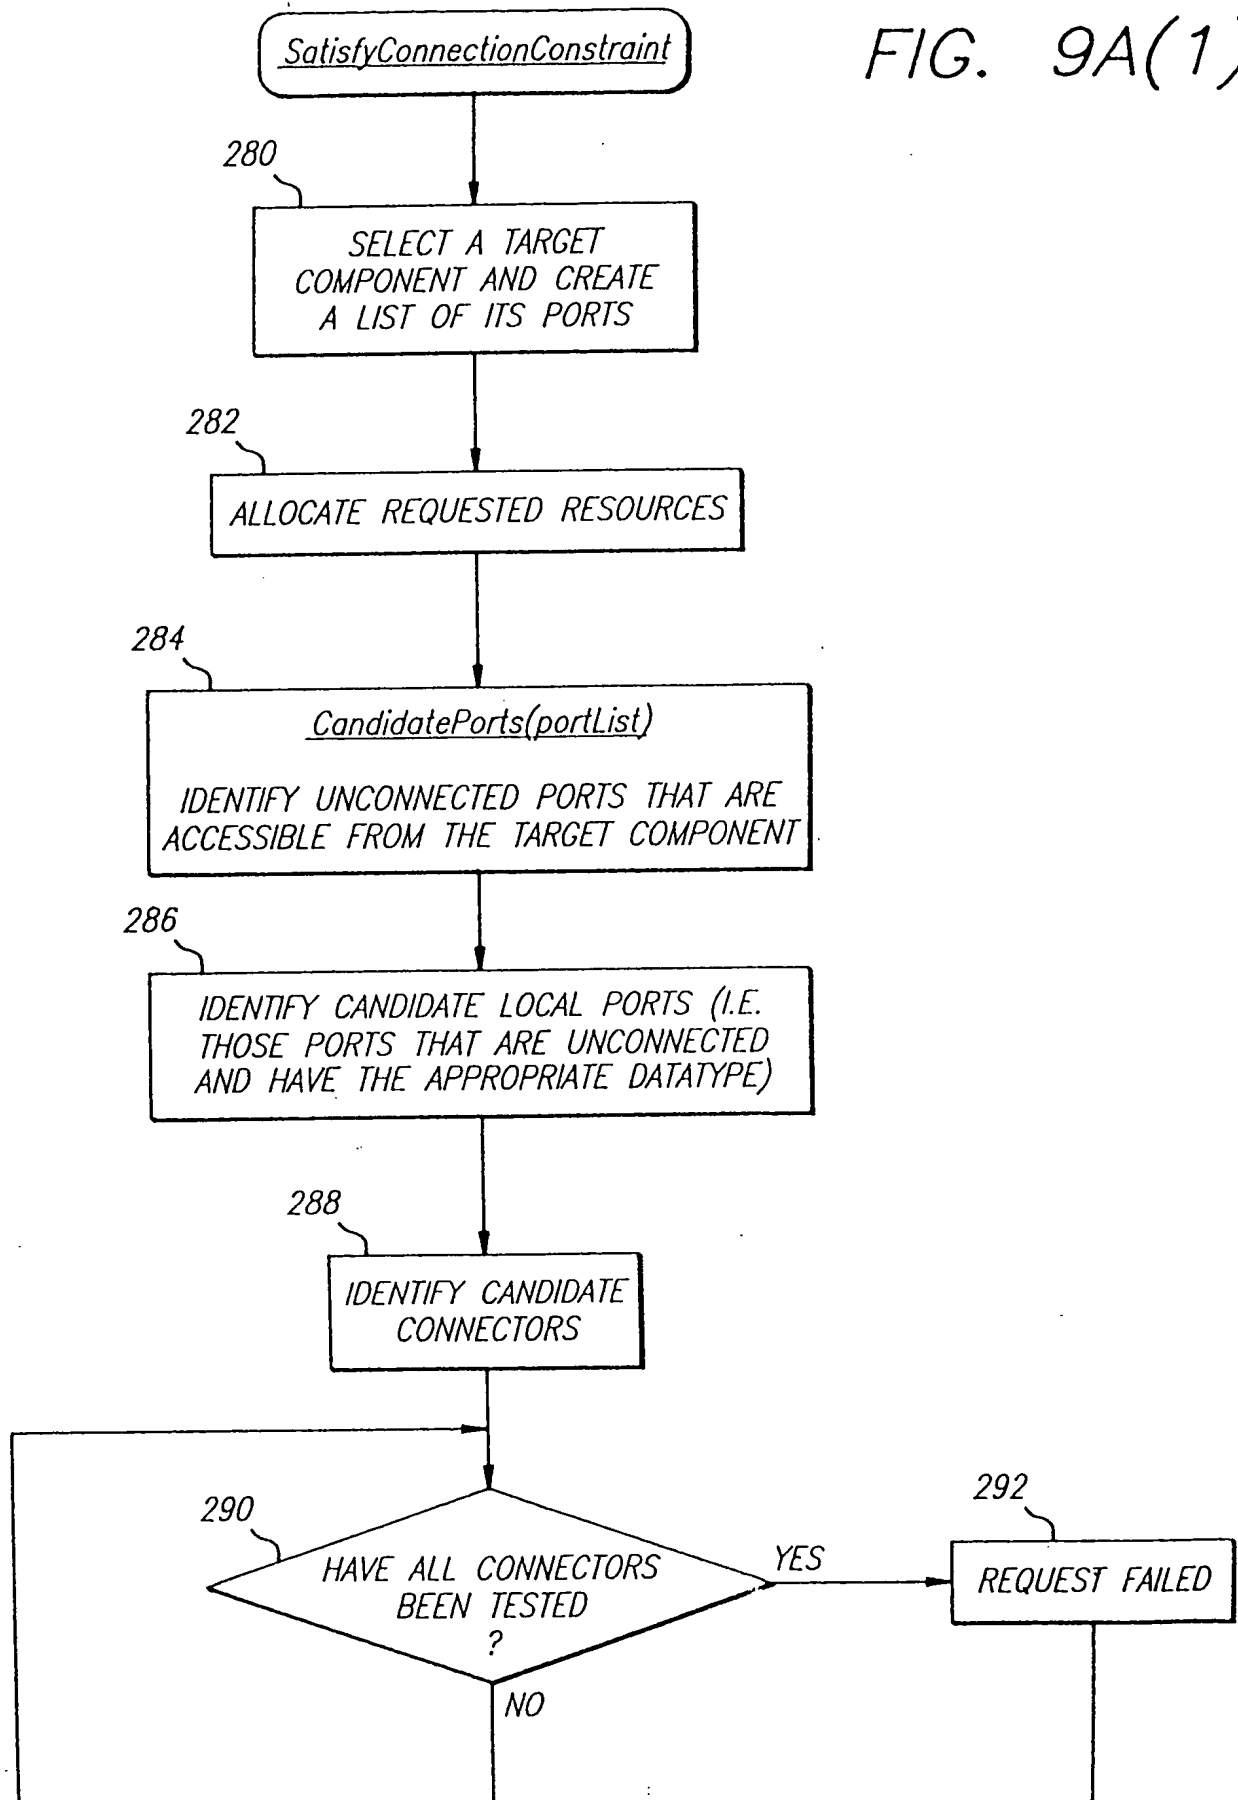 SatisfyConnectionConstraint
FIG. 9A(1)
280
SELECT A TARGET
COMPONENT AND CREATE
A LIST OF ITS PORTS
282
ALLOCATE REQUESTED RESOURCES
284
CandidatePorts(portList)
IDENTIFY UNCONNECTED PORTS THAT ARE
ACCESSIBLE FROM THE TARGET COMPONENT
286
IDENTIFY CANDIDATE LOCAL PORTS (I.E.
THOSE PORTS THAT ARE UNCONNECTED
AND HAVE THE APPROPRIATE DATATYPE)
288
IDENTIFY CANDIDATE
CONNECTORS
290
HAVE ALL CONNECTORS
BEEN TESTED
?
YES
292
REQUEST FAILED
NO